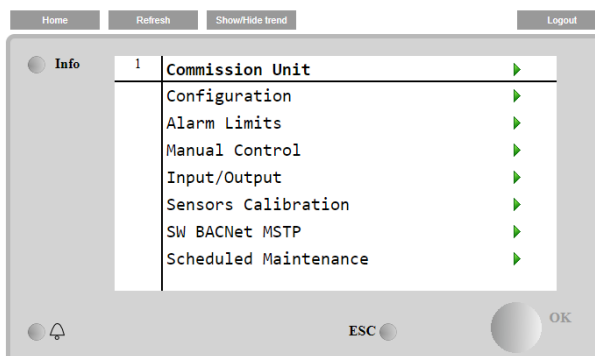 Home Refresh Show/Hide trend Logout
Info
1 Commission Unit
Configuration
Alarm Limits
Manual Control
Input/Output
Sensors Calibration
SW BACNet MSTP
Scheduled Maintenance
ESC OK